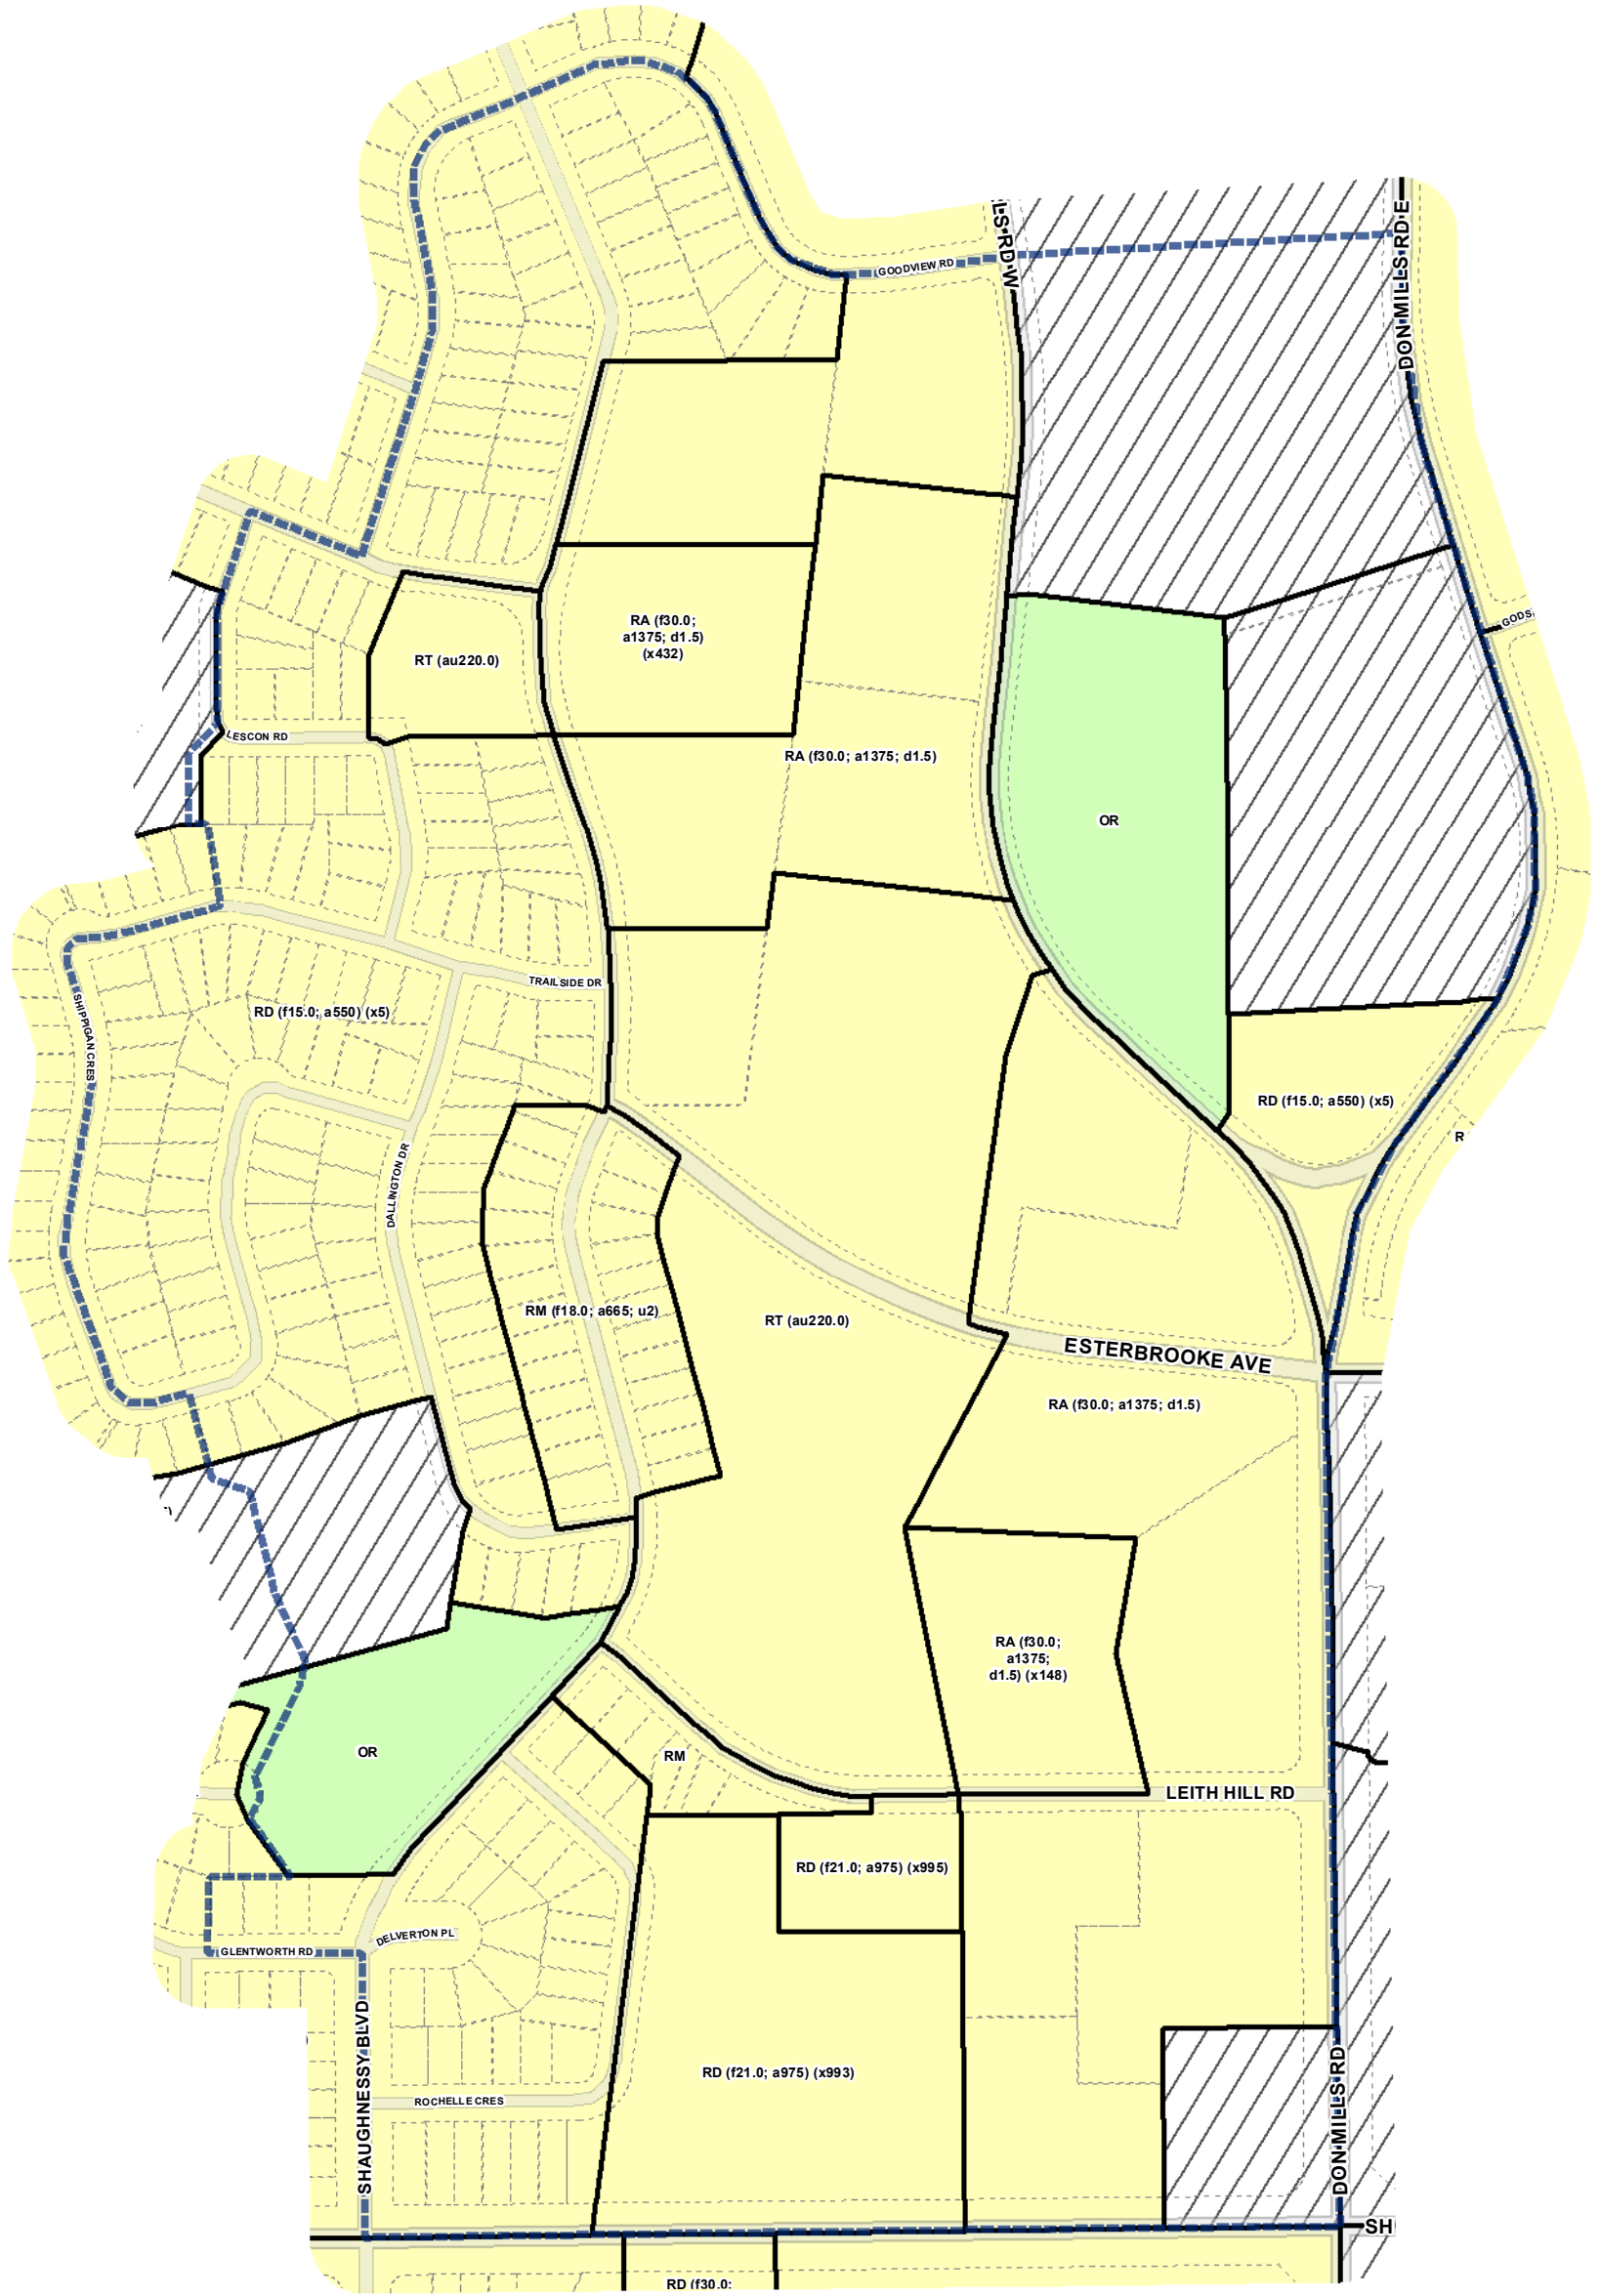 LS RD W
DON MILLS RD E
GOODVIEW RD
GODS
RA (f30.0;
a1375; d1.5)
(x432)
RT (au220.0)
LESCON RD
RA (f30.0; a1375; d1.5)
OR
TRAILSIDE DR
RD (f15.0; a550) (x5)
SHIPPIGAN CRES
RD (f15.0; a550) (x5)
R
DALLINGTON DR
RM (f18.0; a665; u2)
RT (au220.0)
ESTERBROOKE AVE
RA (f30.0; a1375; d1.5)
RA (f30.0;
a1375;
d1.5) (x148)
OR
RM
LEITH HILL RD
RD (f21.0; a975) (x995)
DELVERTON PL
GLENTWORTH RD
SHAUGHNESSY BLVD
RD (f21.0; a975) (x993)
ROCHELLE CRES
DON MILLS RD
SH
RD (f30.0: